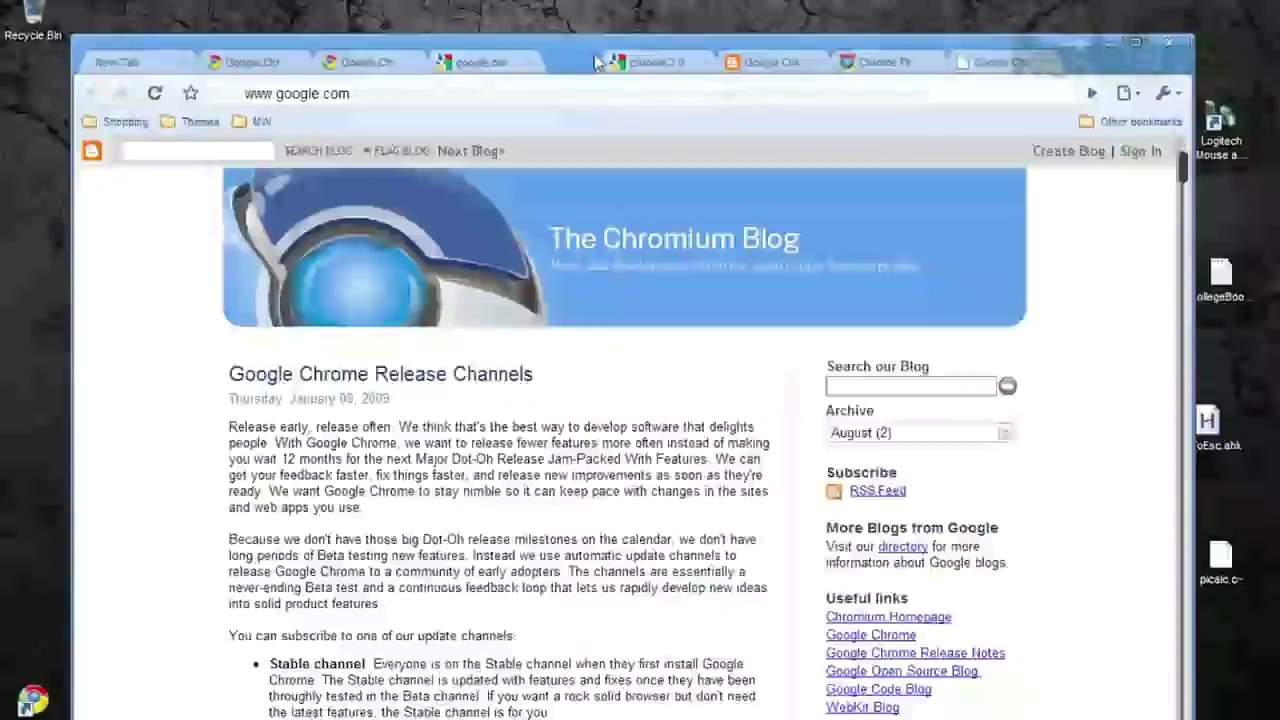 Recycle Bin
New Tab
Google Chr
Google Ch
google.co
www.google.com
Shopping
Themes
MW
Other bookmarks
SEARCH BLOG
FLAG BLOG
Next Blog»
Create Blog | Sign In
Logitech
Mouse a...
The Chromium Blog
Google Chrome Release Channels
Thursday, January 08, 2009
Release early, release often. We think that's the best way to develop software that delights
people. With Google Chrome, we want to release fewer features more often instead of making
you wait 12 months for the next Major Dot-Oh Release Jam-Packed With Features. We can
get your feedback faster, fix things faster, and release new improvements as soon as they're
ready. We want Google Chrome to stay nimble so it can keep pace with changes in the sites
and web apps you use.
Because we don't have those big Dot-Oh release milestones on the calendar, we don't have
long periods of Beta testing new features. Instead we use automatic update channels to
release Google Chrome to a community of early adopters. The channels are essentially a
never-ending Beta test and a continuous feedback loop that lets us rapidly develop new ideas
into solid product features.
You can subscribe to one of our update channels:
• Stable channel Everyone is on the Stable channel when they first install Google
Chrome. The Stable channel is updated with features and fixes once they have been
throughly tested in the Beta channel. If you want a rock solid browser but don't need
the latest features, the Stable channel is for you
Search our Blog
Archive
August (2)
Subscribe
RSS Feed
More Blogs from Google
Visit our directory for more
information about Google blogs.
Useful links
Chromium Homepage
Google Chrome
Google Chrome Release Notes
Google Open Source Blog
Google Code Blog
WebKit Blog
ollegeBoo...
oEsc.ahk